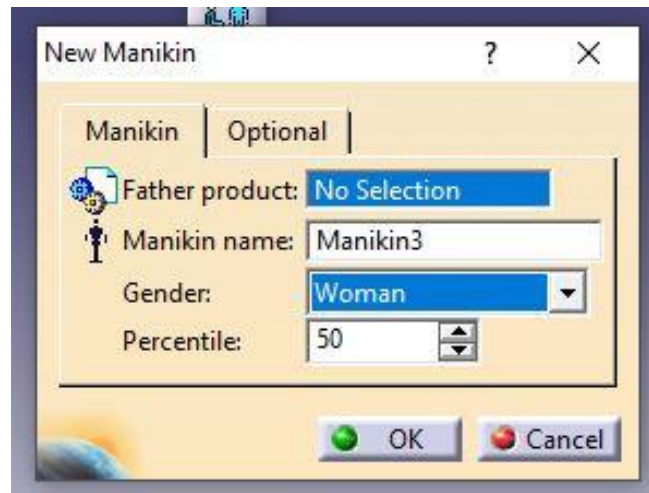 New Manikin ?
Manikin Optional
Father product: No Selection
Manikin name: Manikin3
Gender: Woman
Percentile: 50
OK Cancel